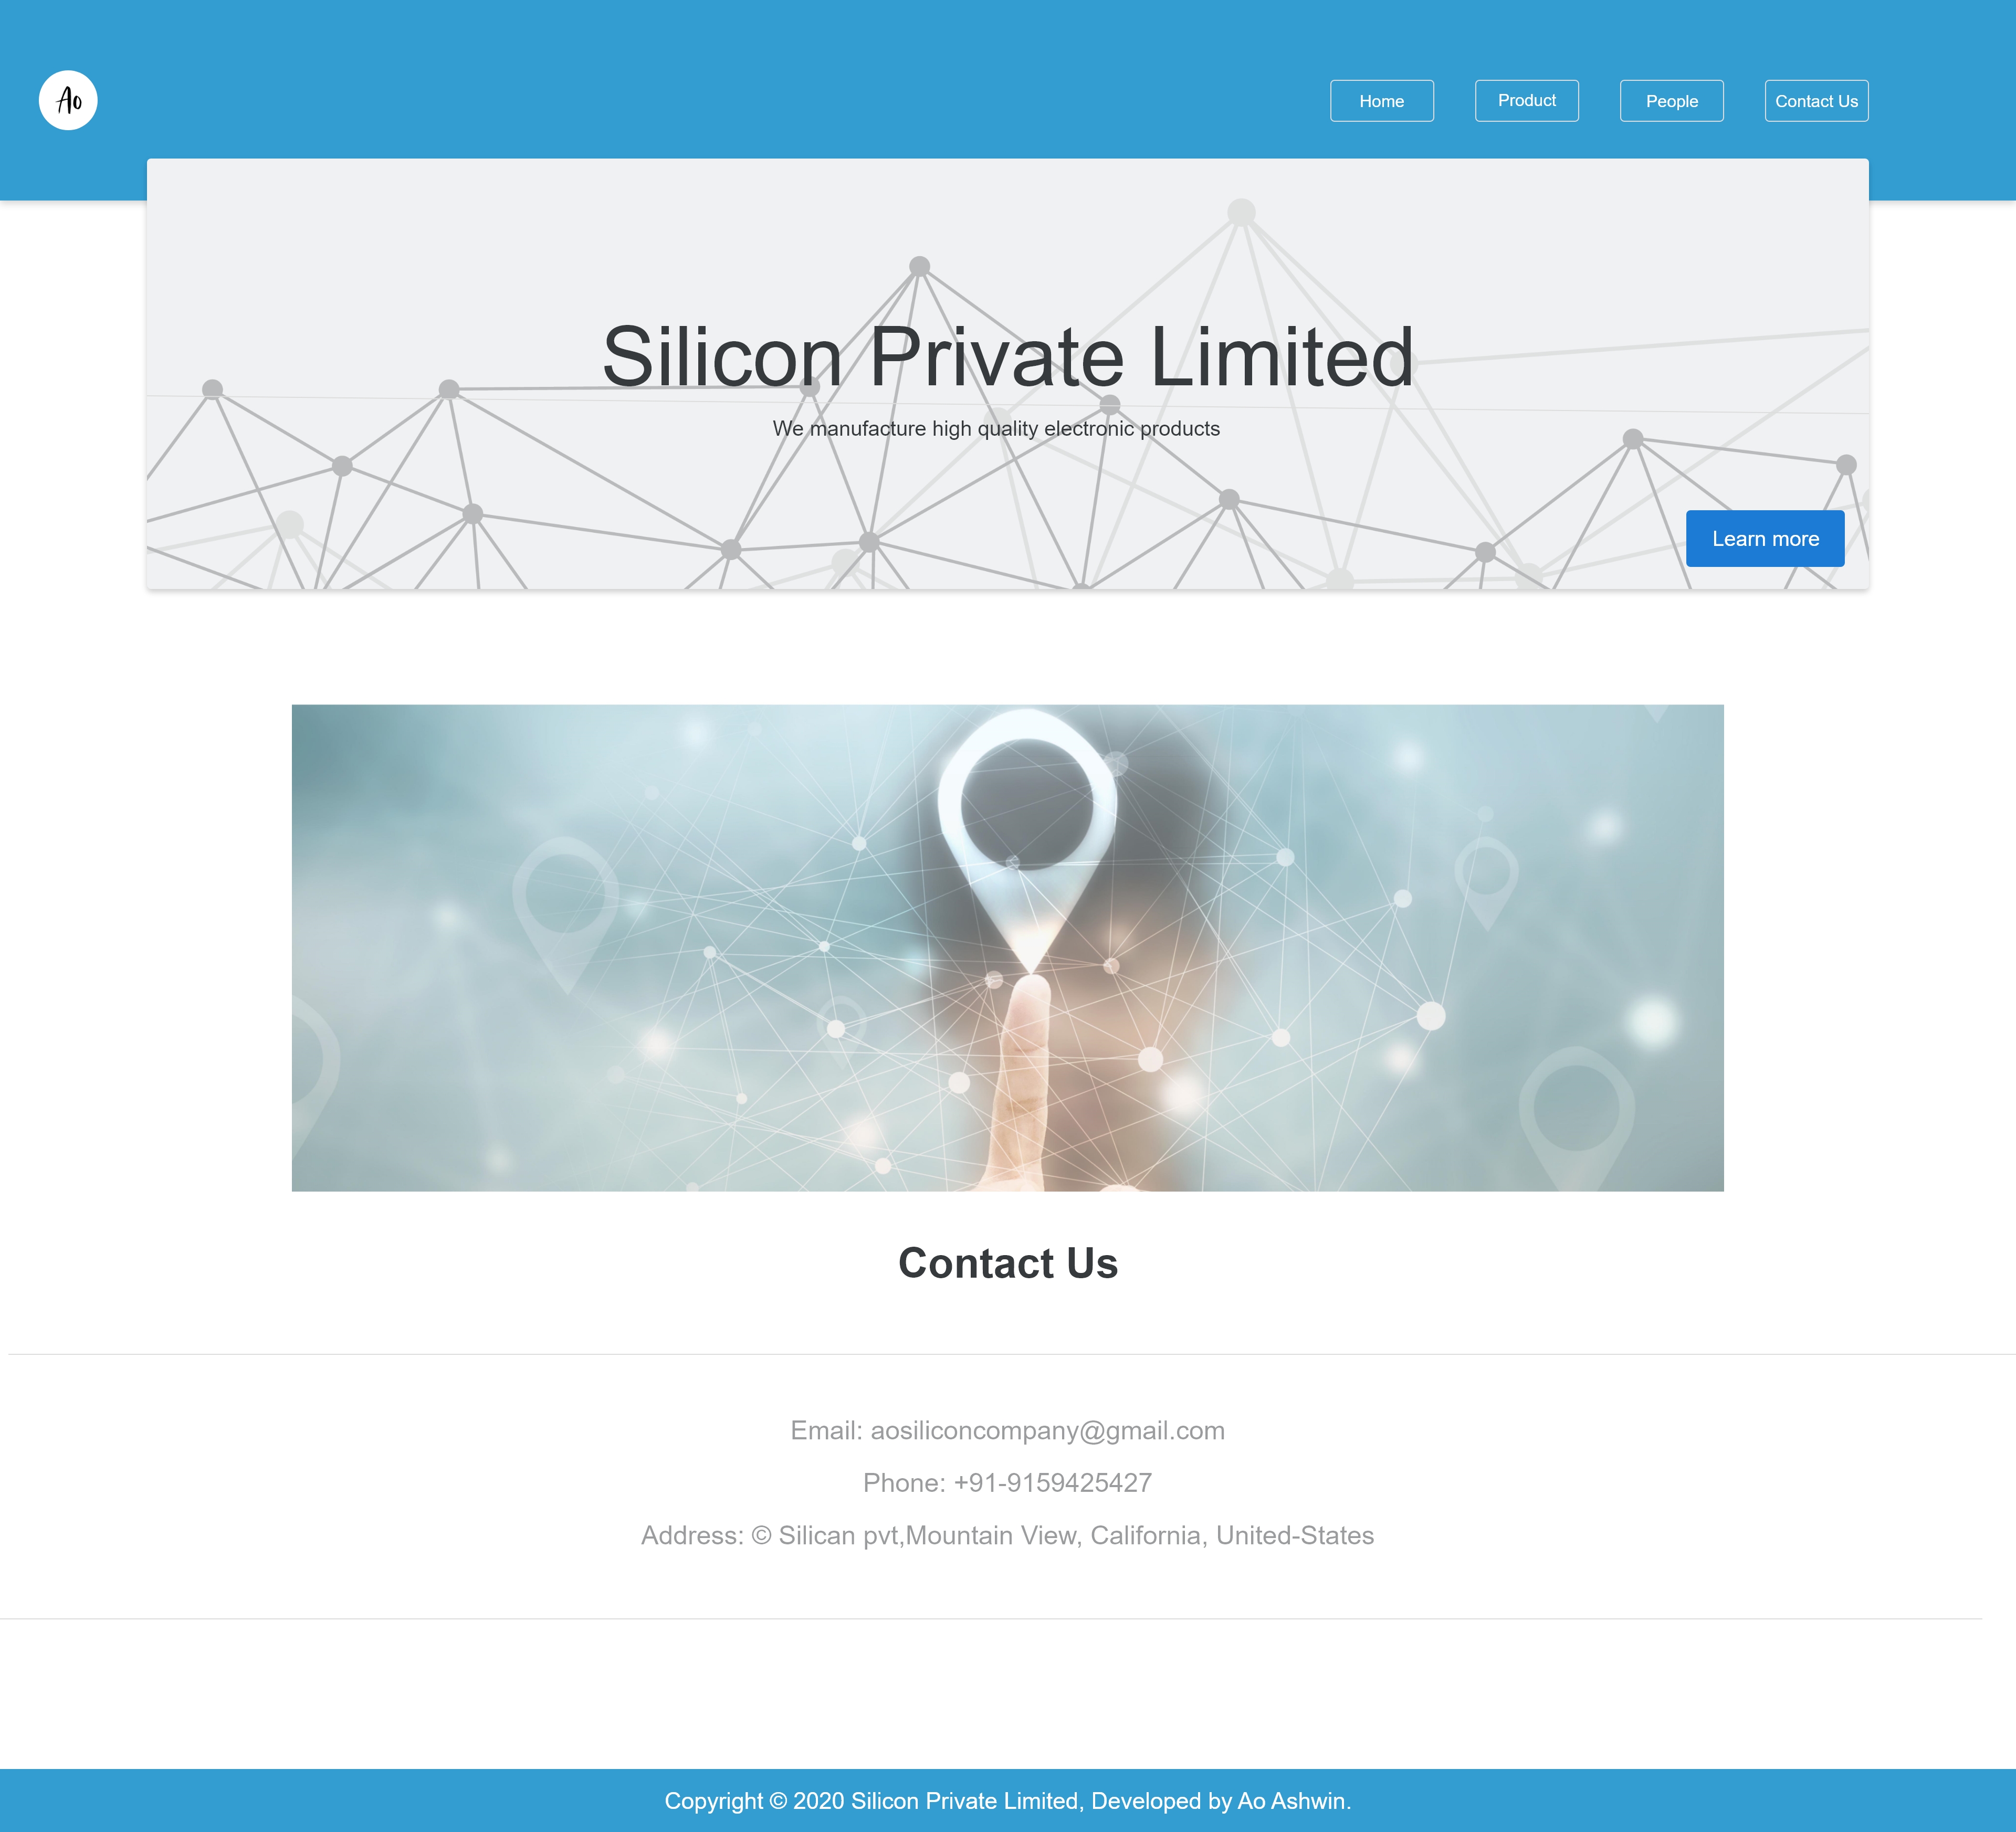 Ao
Home
Product
People
Contact Us
Silicon Private Limited
We manufacture high quality electronic products
Learn more
Contact Us
Email: aosiliconcompany@gmail.com
Phone: +91-9159425427
Address: © Silican pvt,Mountain View, California, United-States
Copyright © 2020 Silicon Private Limited, Developed by Ao Ashwin.